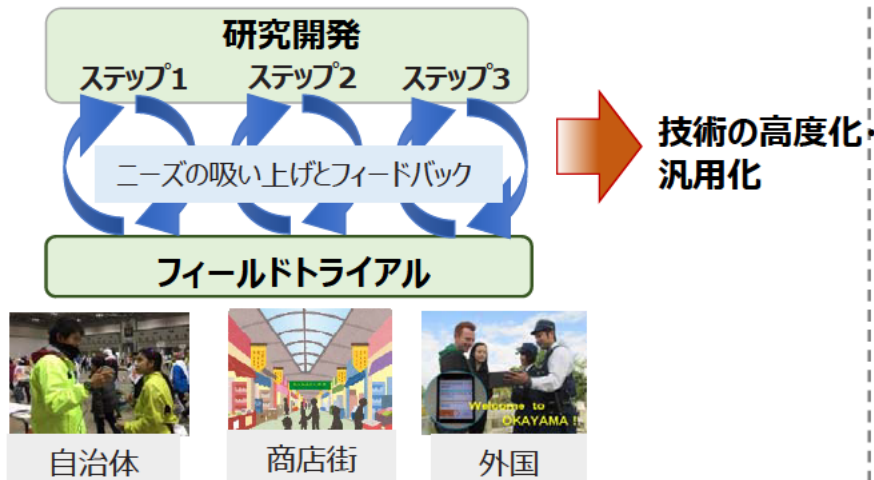 研究開発
ステップ1 ステップ2 ステップ3
ニーズの吸い上げとフィードバック
技術の高度化・
汎用化
フィールドトライアル
Welcome to
OKAYAMA !!
自治体 商店街 外国